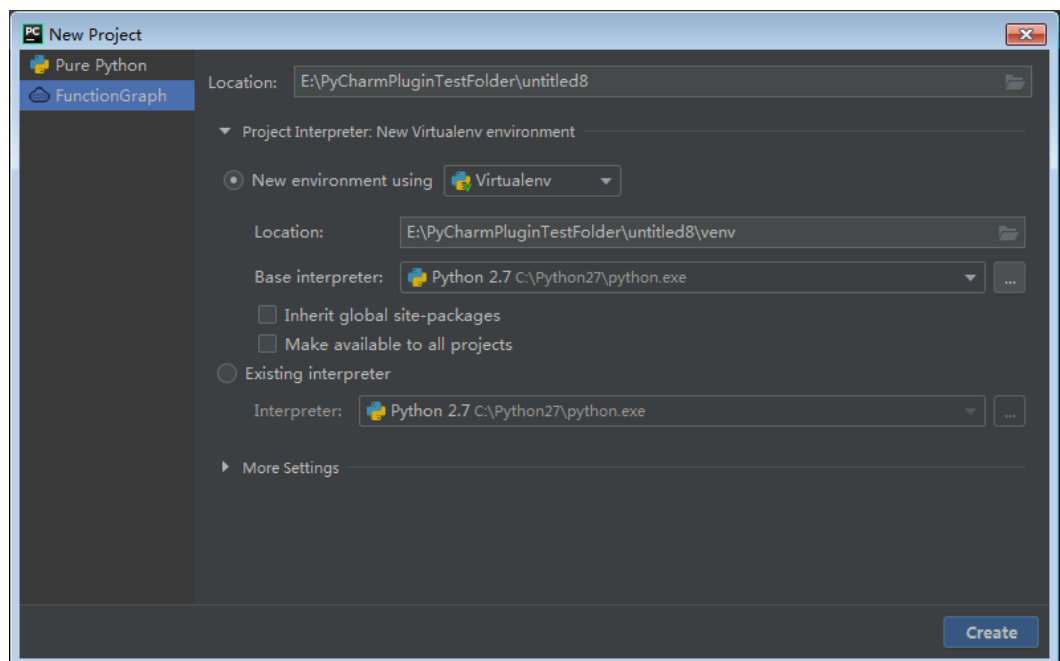 PC New Project
Pure Python
FunctionGraph
Location: E:\PyCharmPluginTestFolder\untitled8
Project Interpreter: New Virtualenv environment
New environment using Virtualenv
Location: E:\PyCharmPluginTestFolder\untitled8\venv
Base interpreter: Python 2.7 C:\Python27\python.exe ...
Inherit global site-packages
Make available to all projects
Existing interpreter
Interpreter: Python 2.7 C:\Python27\python.exe ...
More Settings
Create